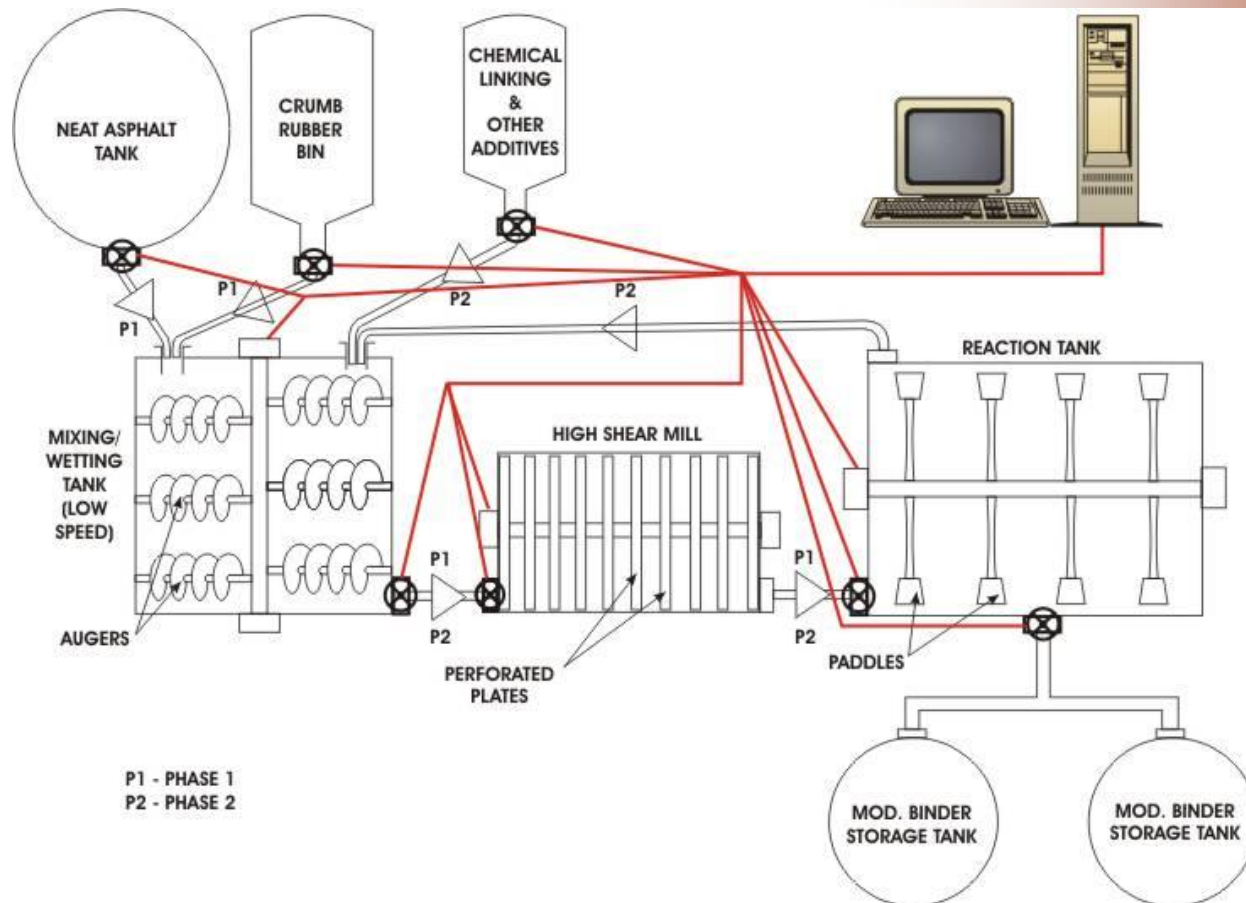 NEAT ASPHALT
TANK
CRUMB
RUBBER
BIN
CHEMICAL
LINKING
&
OTHER
ADDITIVES
P1
P1
P2
P2
MIXING/
WETTING
TANK
(LOW
SPEED)
AUGERS
HIGH SHEAR MILL
P1
P2
PERFORATED
PLATES
P1
P2
REACTION TANK
PADDLES
MOD. BINDER
STORAGE TANK
MOD. BINDER
STORAGE TANK
P1 - PHASE 1
P2 - PHASE 2